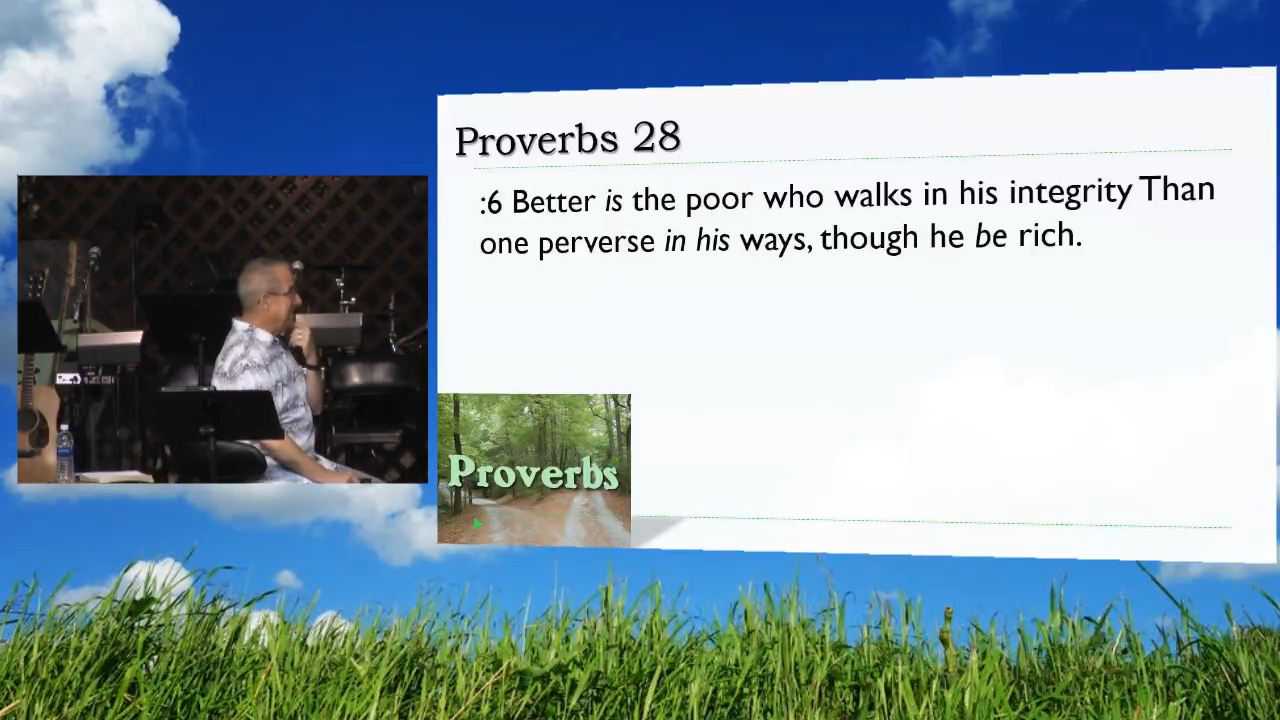 Proverbs 28
:6 Better is the poor who walks in his integrity Than
one perverse in his ways, though he be rich.
Proverbs